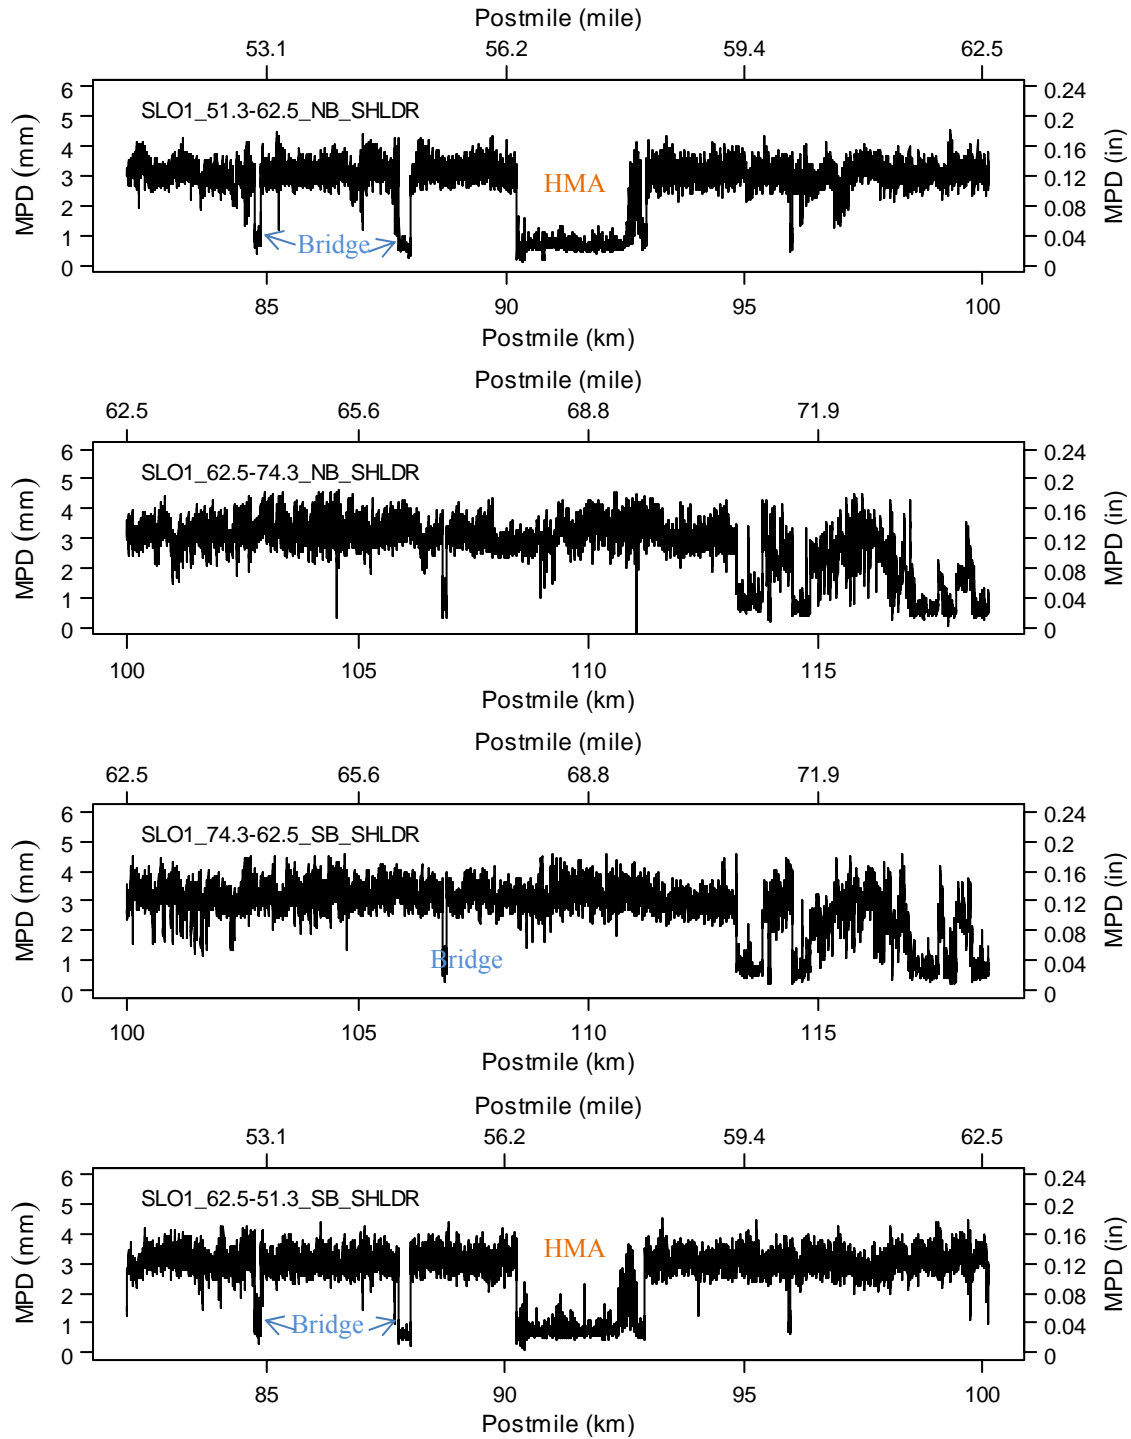 Postmile (mile)
53.1 56.2 59.4 62.5
SLO1_51.3-62.5_NB_SHLDR
MPD (mm)
6
5
4
3
2
1
0
HMA
Bridge
0.24
0.2
0.16
0.12
0.08
0.04
0
MPD (in)
85 90 95 100
Postmile (km)
Postmile (mile)
62.5 65.6 68.8 71.9
SLO1_62.5-74.3_NB_SHLDR
MPD (mm)
6
5
4
3
2
1
0
0.24
0.2
0.16
0.12
0.08
0.04
0
MPD (in)
100 105 110 115
Postmile (km)
Postmile (mile)
62.5 65.6 68.8 71.9
SLO1_74.3-62.5_SB_SHLDR
MPD (mm)
6
5
4
3
2
1
0
Bridge
0.24
0.2
0.16
0.12
0.08
0.04
0
MPD (in)
100 105 110 115
Postmile (km)
Postmile (mile)
53.1 56.2 59.4 62.5
SLO1_62.5-51.3_SB_SHLDR
MPD (mm)
6
5
4
3
2
1
0
HMA
Bridge
0.24
0.2
0.16
0.12
0.08
0.04
0
MPD (in)
85 90 95 100
Postmile (km)